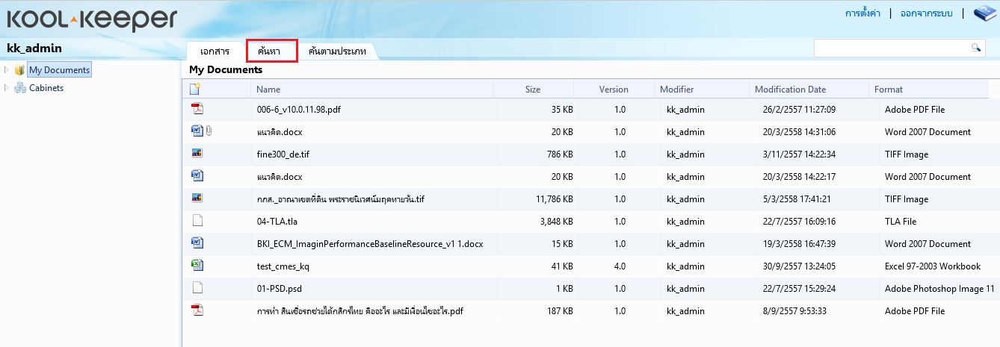 KOOL-KEEPER
การตั้งค่า | ออกจากระบบ |
kk_admin
เอกสาร ค้นหา ค้นตามประเภท
My Documents
Cabinets
My Documents
Name Size Version Modifier Modification Date Format
006-6_v10.0.11.98.pdf 35 KB 1.0 kk_admin 26/2/2557 11:27:09 Adobe PDF File
แนวคิด.docx 20 KB 1.0 kk_admin 20/3/2558 14:31:06 Word 2007 Document
fine300_de.tif 786 KB 1.0 kk_admin 3/11/2557 14:22:34 TIFF Image
แนวคิด.docx 20 KB 1.0 kk_admin 20/3/2558 14:22:17 Word 2007 Document
กภส._อาณาเขตที่ดิน พระราชนิเวศน์มฤคทายวัน.tif 11,786 KB 1.0 kk_admin 5/3/2558 17:41:21 TIFF Image
04-TLA.tla 3,848 KB 1.0 kk_admin 22/7/2557 16:09:16 TLA File
BKI_ECM_ImaginPerformanceBaselineResource_v1 1.docx 15 KB 1.0 kk_admin 19/3/2558 16:47:39 Word 2007 Document
test_cmes_kq 41 KB 4.0 kk_admin 30/9/2557 13:24:05 Excel 97-2003 Workbook
01-PSD.psd 1 KB 1.0 kk_admin 22/7/2557 15:29:24 Adobe Photoshop Image 11
การทำ สินเชื่อรถช่วยได้กสิกรไทย คืออะไร และมีเงื่อนไขอะไร.pdf 187 KB 1.0 kk_admin 8/9/2557 9:53:33 Adobe PDF File